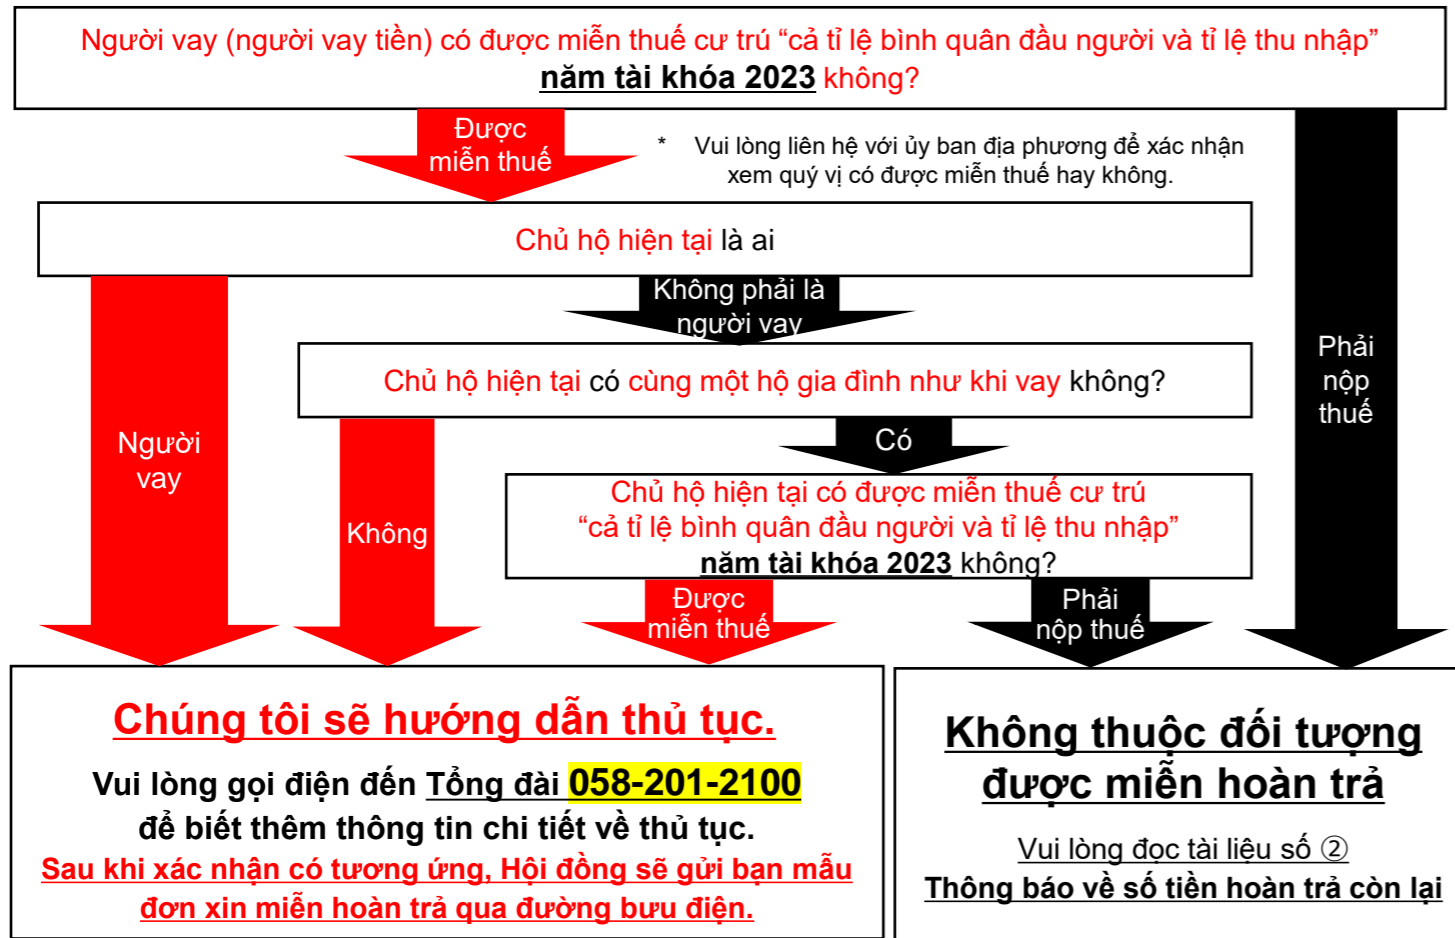 Người vay (người vay tiền) có được miễn thuế cư trú “cả tỉ lệ bình quân đầu người và tỉ lệ thu nhập”
năm tài khóa 2023 không?
Được
miễn thuế
* Vui lòng liên hệ với ủy ban địa phương để xác nhận
xem quý vị có được miễn thuế hay không.
Chủ hộ hiện tại là ai
Không phải là
người vay
Chủ hộ hiện tại có cùng một hộ gia đình như khi vay không?
Phải
nộp
thuế
Người
vay
Có
Không
Chủ hộ hiện tại có được miễn thuế cư trú
“cả tỉ lệ bình quân đầu người và tỉ lệ thu nhập”
năm tài khóa 2023 không?
Được
miễn thuế
Phải
nộp thuế
Chúng tôi sẽ hướng dẫn thủ tục.
Vui lòng gọi điện đến Tổng đài 058-201-2100
để biết thêm thông tin chi tiết về thủ tục.
Sau khi xác nhận có tương ứng, Hội đồng sẽ gửi bạn mẫu
đơn xin miễn hoàn trả qua đường bưu điện.
Không thuộc đối tượng
được miễn hoàn trả
Vui lòng đọc tài liệu số ②
Thông báo về số tiền hoàn trả còn lại